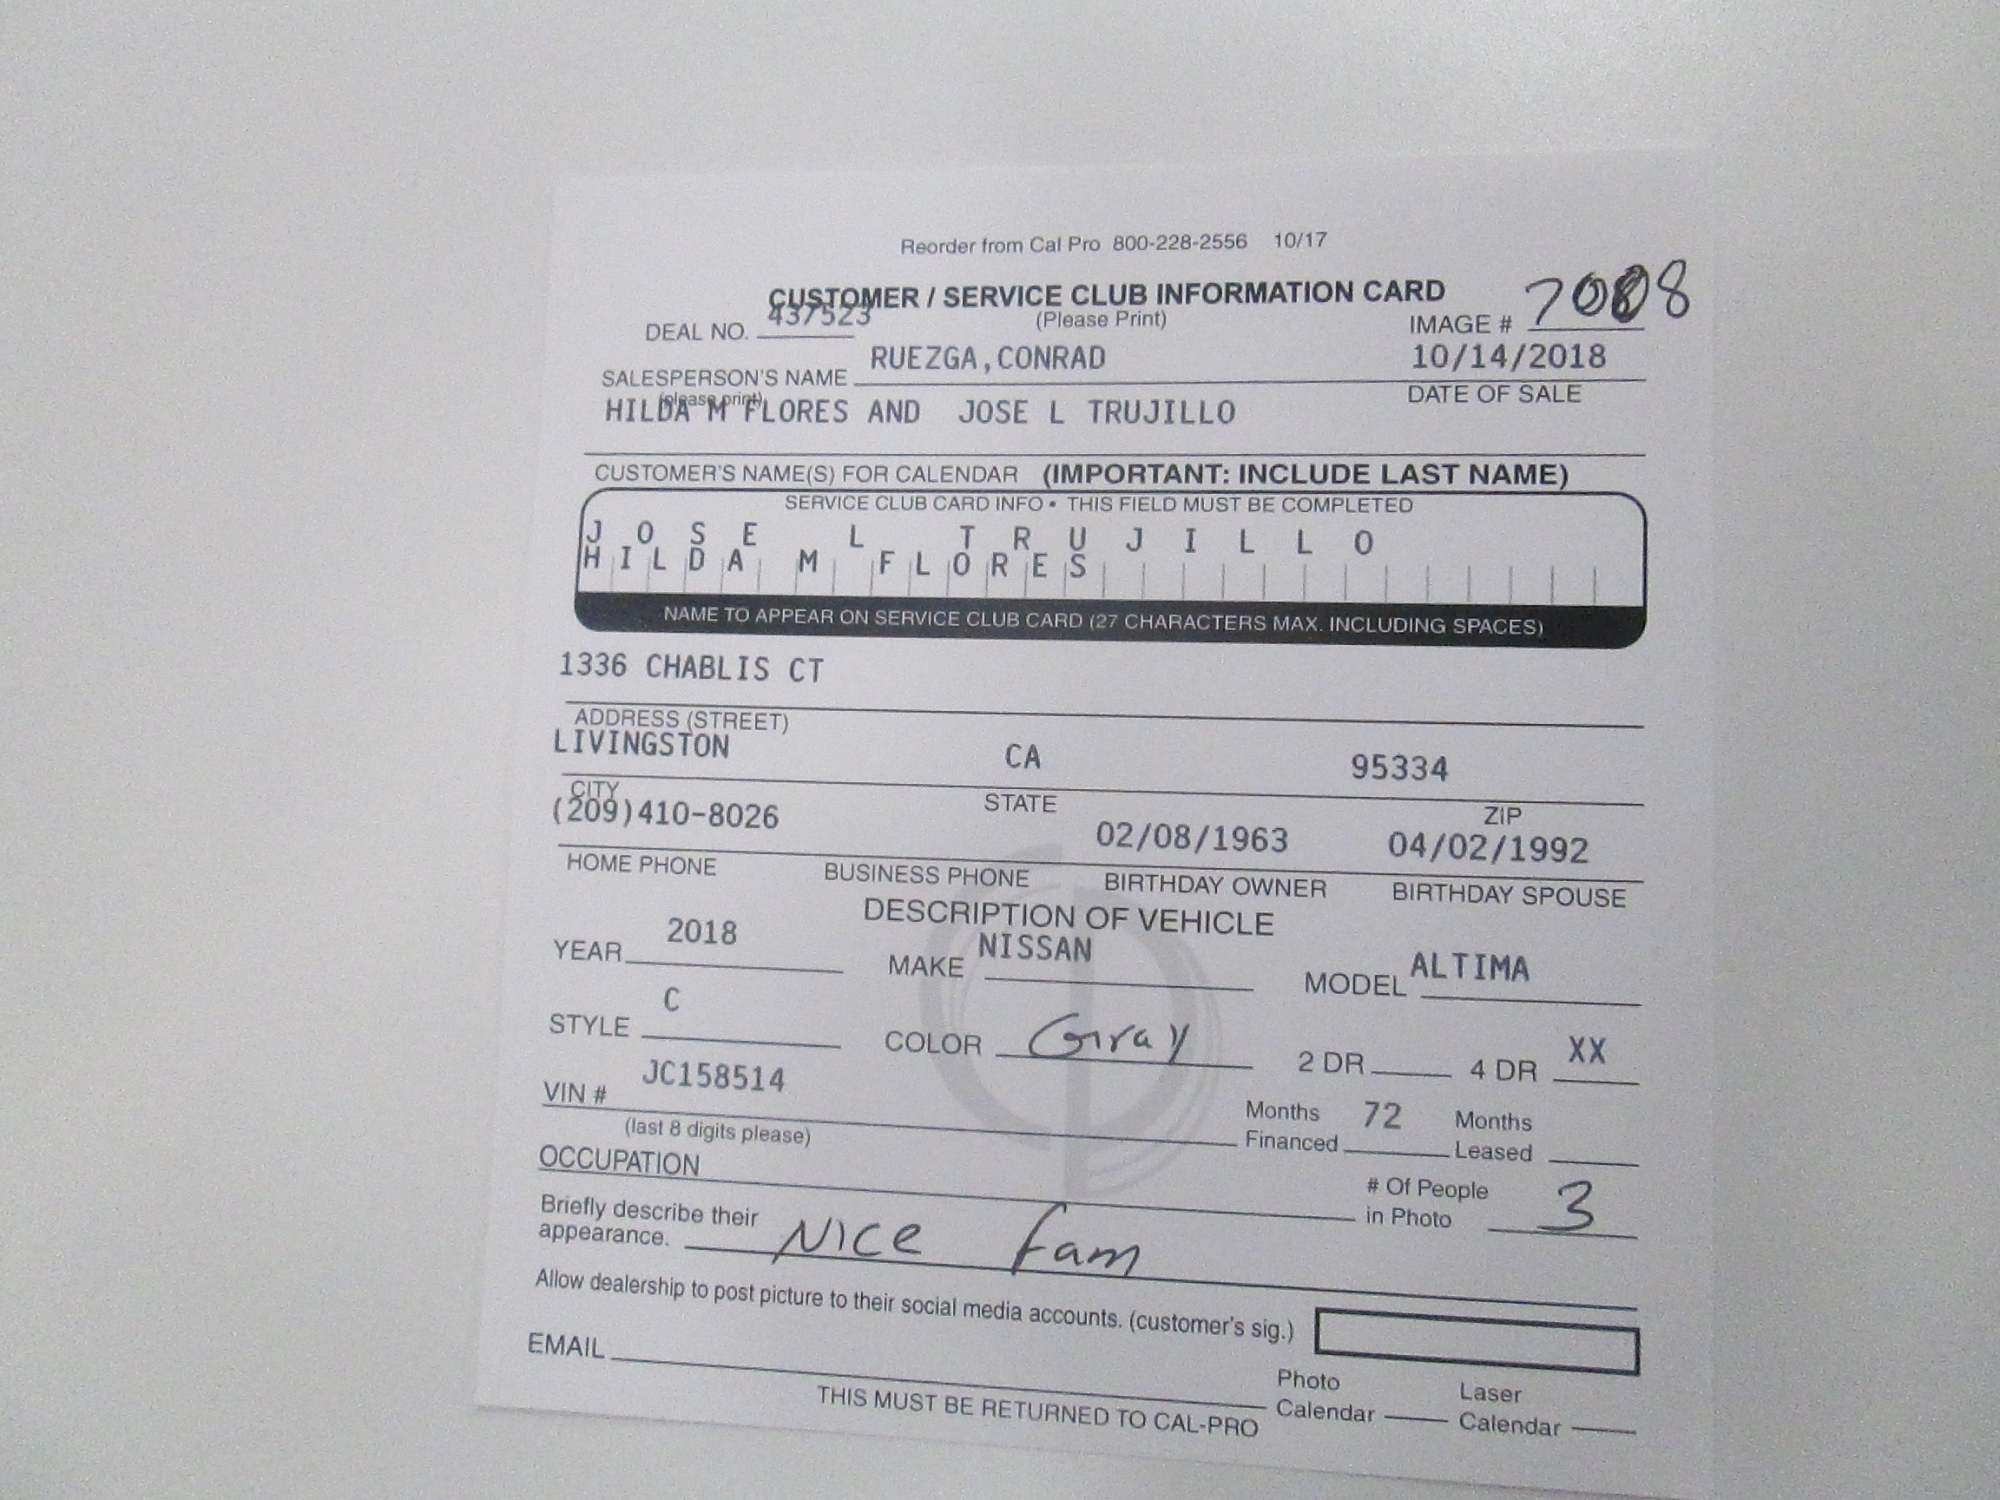 Reorder from Cal Pro 800-228-2556 10/17
CUSTOMER / SERVICE CLUB INFORMATION CARD
(Please Print)
DEAL NO. 437523
IMAGE #
SALESPERSON'S NAME RUEZGA,CONRAD 10/14/2018
(please print) DATE OF SALE
HILDA M FLORES AND JOSE L TRUJILLO
CUSTOMER'S NAME(S) FOR CALENDAR (IMPORTANT: INCLUDE LAST NAME)
SERVICE CLUB CARD INFO • THIS FIELD MUST BE COMPLETED
JOSE L TRUJILLO
HILDA M FLORES
NAME TO APPEAR ON SERVICE CLUB CARD (27 CHARACTERS MAX. INCLUDING SPACES)
1336 CHABLIS CT
ADDRESS (STREET)
LIVINGSTON CA 95334
CITY STATE ZIP
(209)410-8026 02/08/1963 04/02/1992
HOME PHONE BUSINESS PHONE BIRTHDAY OWNER BIRTHDAY SPOUSE
DESCRIPTION OF VEHICLE
YEAR 2018 MAKE NISSAN MODEL ALTIMA
STYLE C COLOR Gray 2 DR 4 DR XX
VIN # JC158514 Months Financed 72 Months Leased
(last 8 digits please)
OCCUPATION # Of People in Photo 3
Briefly describe their appearance. Nice fam
Allow dealership to post picture to their social media accounts. (customer's sig.)
EMAIL Photo Calendar Laser Calendar
THIS MUST BE RETURNED TO CAL-PRO